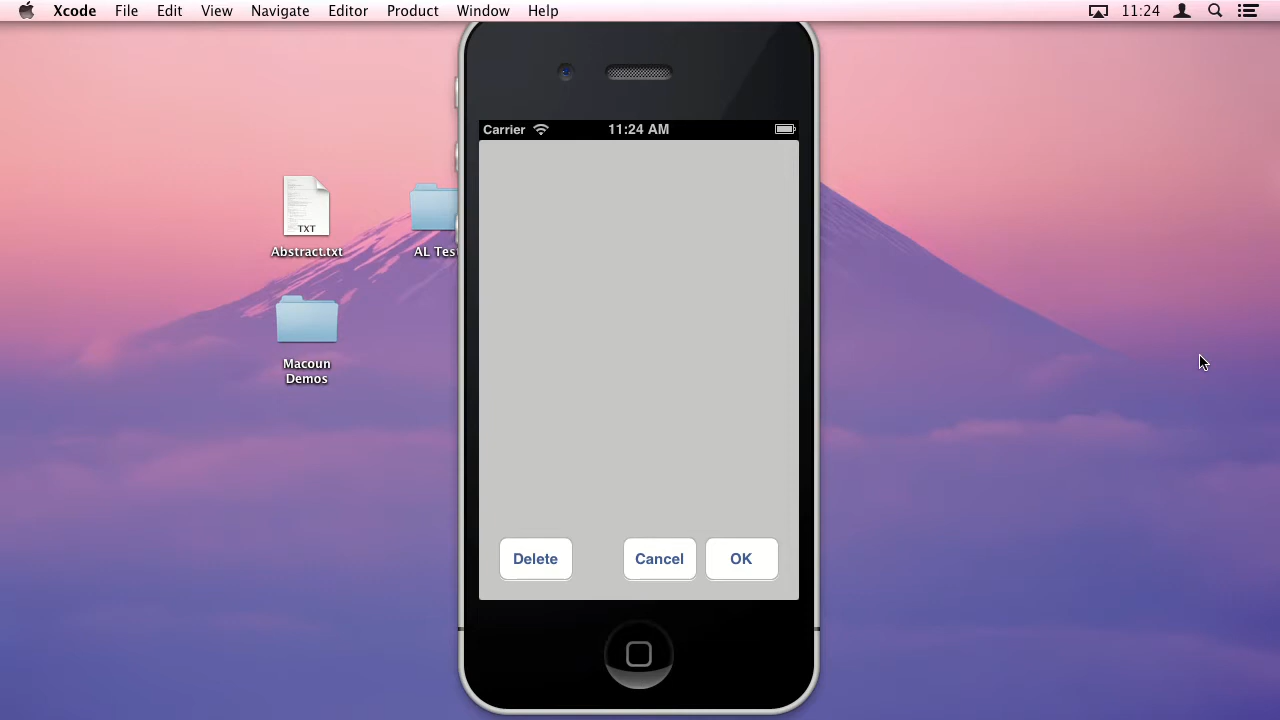 Xcode File Edit View Navigate Editor Product Window Help 11:24
Carrier 11:24 AM
TXT
Abstract.txt
AL Tes
Macoun
Demos
Delete Cancel OK